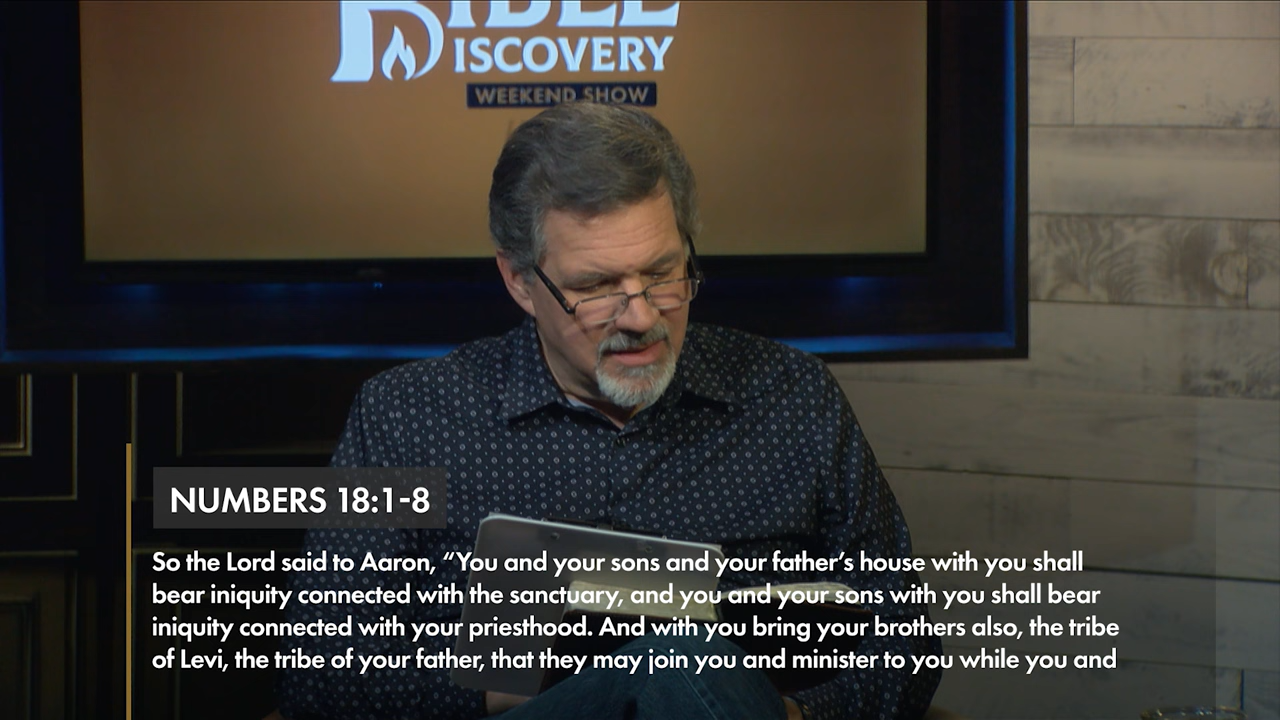 BIBLE
DISCOVERY
WEEKEND SHOW
NUMBERS 18:1-8
So the Lord said to Aaron, “You and your sons and your father’s house with you shall
bear iniquity connected with the sanctuary, and you and your sons with you shall bear
iniquity connected with your priesthood. And with you bring your brothers also, the tribe
of Levi, the tribe of your father, that they may join you and minister to you while you and